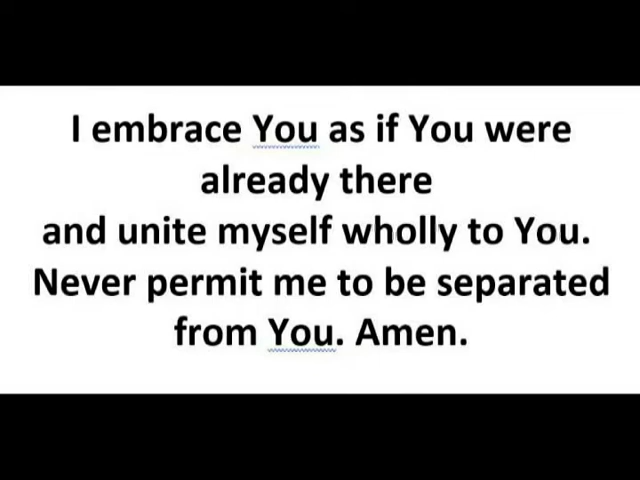 I embrace You as if You were
already there
and unite myself wholly to You.
Never permit me to be separated
from You. Amen.